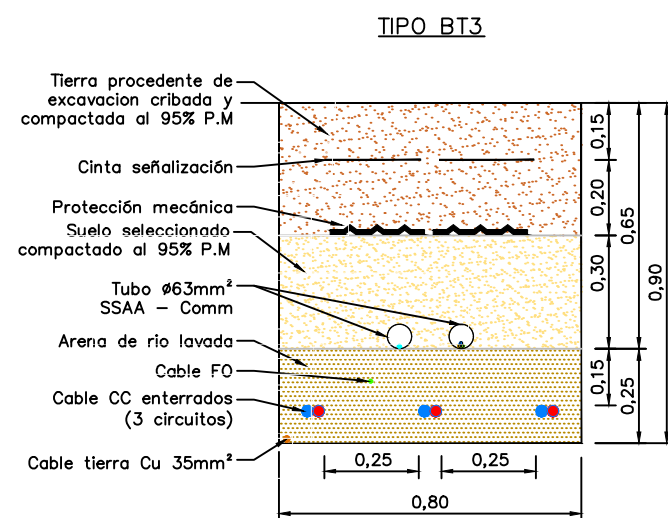 TIPO BT3
Tierra procedente de
excavacion cribada y
compactada al 95% P.M
Cinta señalización
Protección mecánica
Suelo seleccionado
compactado al 95% P.M
Tubo ø63mm²
SSAA - Comm
Arena de rio lavada
Cable FO
Cable CC enterrados
(3 circuitos)
Cable tierra Cu 35mm²
0,15
0,20
0,30
0,15
0,65
0,25
0,90
0,25
0,25
0,80